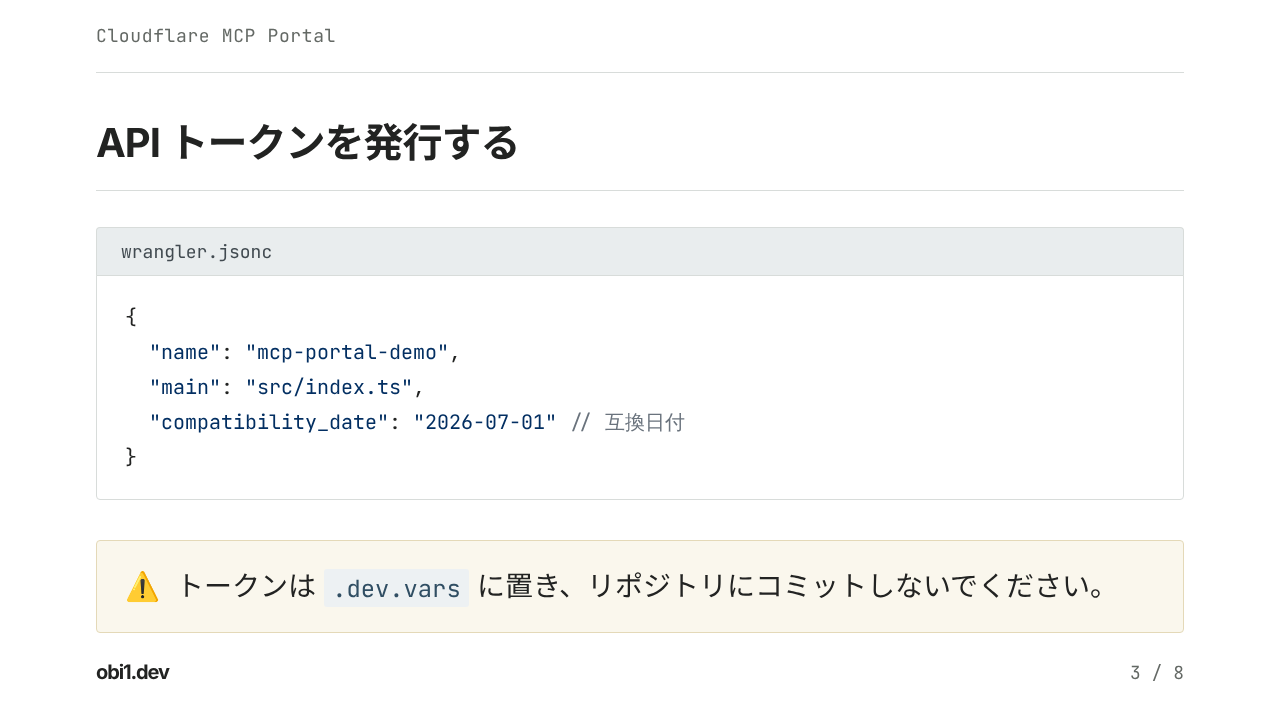 Cloudflare MCP Portal
API トークンを発行する
wrangler.jsonc
{
  "name": "mcp-portal-demo",
  "main": "src/index.ts",
  "compatibility_date": "2026-07-01" // 互換日付
}
⚠️ トークンは .dev.vars に置き、リポジトリにコミットしないでください。
obi1.dev
3 / 8